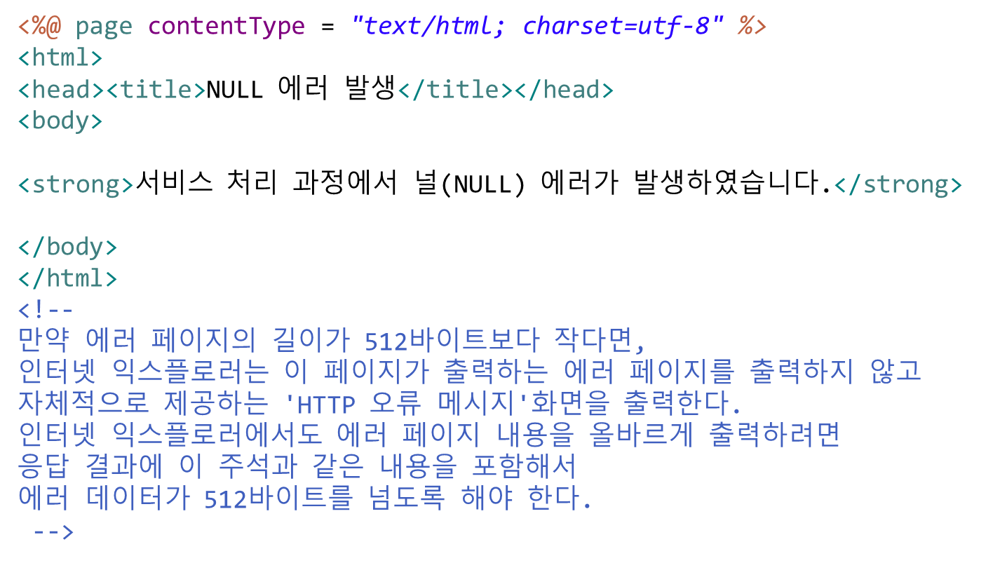 <%@ page contentType = "text/html; charset=utf-8" %>
<html>
<head><title>NULL 에러 발생</title></head>
<body>
<strong>서비스 처리 과정에서 널(NULL) 에러가 발생하였습니다.</strong>
</body>
</html>
<!--
만약 에러 페이지의 길이가 512바이트보다 작다면,
인터넷 익스플로러는 이 페이지가 출력하는 에러 페이지를 출력하지 않고
자체적으로 제공하는 'HTTP 오류 메시지'화면을 출력한다.
인터넷 익스플로러에서도 에러 페이지 내용을 올바르게 출력하려면
응답 결과에 이 주석과 같은 내용을 포함해서
에러 데이터가 512바이트를 넘도록 해야 한다.
-->